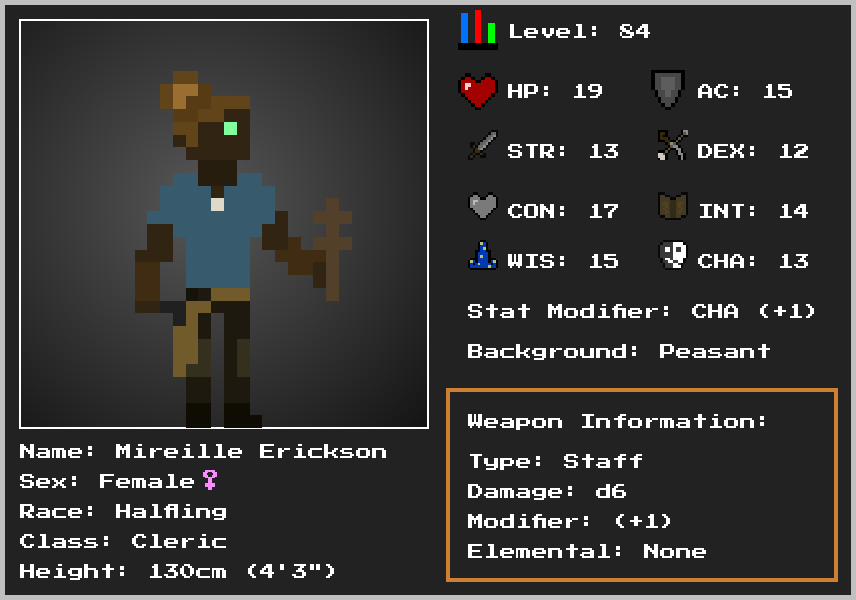 Level: 84
HP: 19
AC: 15
STR: 13
DEX: 12
CON: 17
INT: 14
WIS: 15
CHA: 13
Stat Modifier: CHA (+1)
Background: Peasant
Weapon Information:
Type: Staff
Damage: d6
Modifier: (+1)
Elemental: None
Name: Mireille Erickson
Sex: Female♀
Race: Halfling
Class: Cleric
Height: 130cm (4'3")